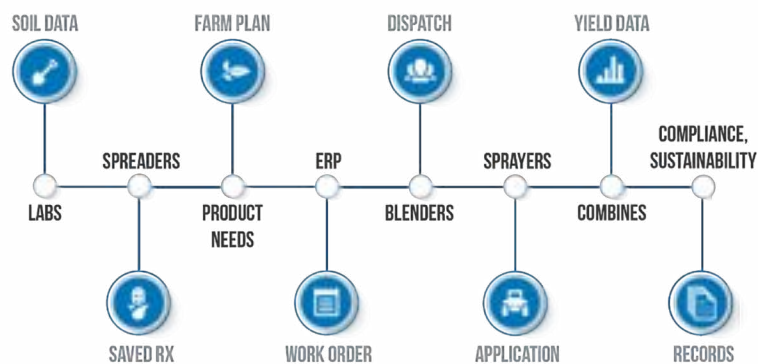 SOIL DATA
FARM PLAN
DISPATCH
YIELD DATA
COMPLIANCE,
SUSTAINABILITY
SPREADERS
ERP
SPRAYERS
LABS
PRODUCT
NEEDS
BLENDERS
COMBINES
SAVED RX
WORK ORDER
APPLICATION
RECORDS